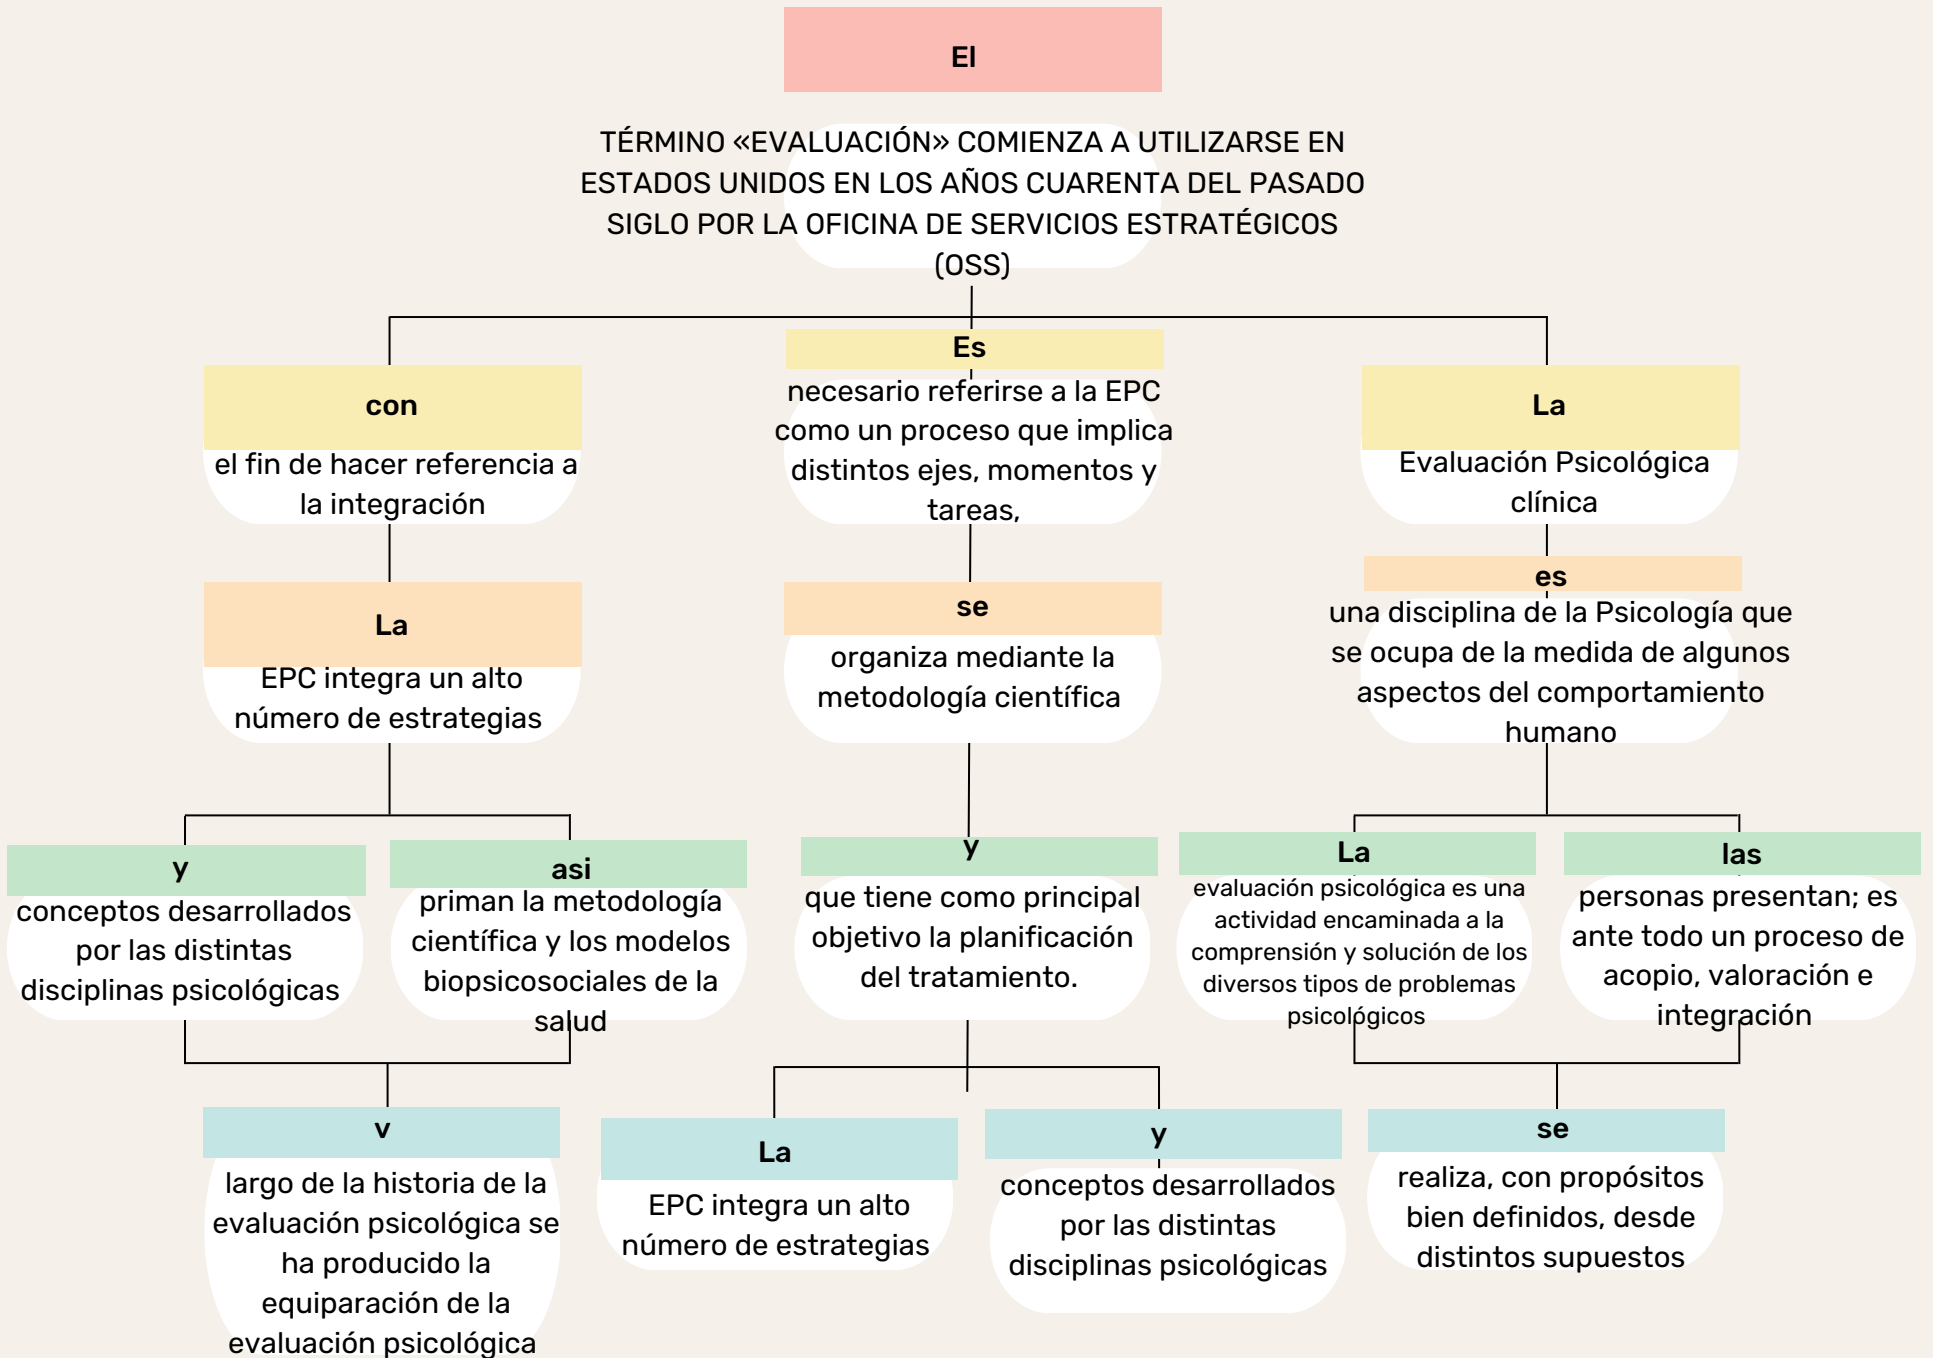 El
TÉRMINO «EVALUACIÓN» COMIENZA A UTILIZARSE EN
ESTADOS UNIDOS EN LOS AÑOS CUARENTA DEL PASADO
SIGLO POR LA OFICINA DE SERVICIOS ESTRATÉGICOS
(OSS)
con
el fin de hacer referencia a
la integración
Es
necesario referirse a la EPC
como un proceso que implica
distintos ejes, momentos y
tareas,
La
Evaluación Psicológica
clínica
La
EPC integra un alto
número de estrategias
se
organiza mediante la
metodología científica
es
una disciplina de la Psicología que
se ocupa de la medida de algunos
aspectos del comportamiento
humano
y
conceptos desarrollados
por las distintas
disciplinas psicológicas
asi
priman la metodología
científica y los modelos
biopsicosociales de la
salud
y
que tiene como principal
objetivo la planificación
del tratamiento.
La
evaluación psicológica es una
actividad encaminada a la
comprensión y solución de los
diversos tipos de problemas
psicológicos
las
personas presentan; es
ante todo un proceso de
acopio, valoración e
integración
v
largo de la historia de la
evaluación psicológica se
ha producido la
equiparación de la
evaluación psicológica
La
EPC integra un alto
número de estrategias
y
conceptos desarrollados
por las distintas
disciplinas psicológicas
se
realiza, con propósitos
bien definidos, desde
distintos supuestos